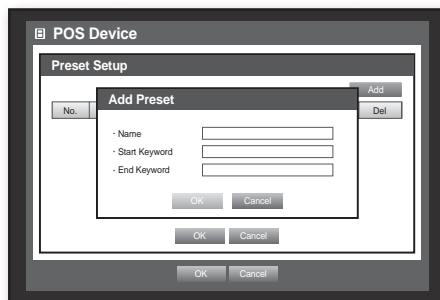 POS Device
Preset Setup
Add
No.
Del
Add Preset
· Name
· Start Keyword
· End Keyword
OK Cancel
OK Cancel
OK Cancel